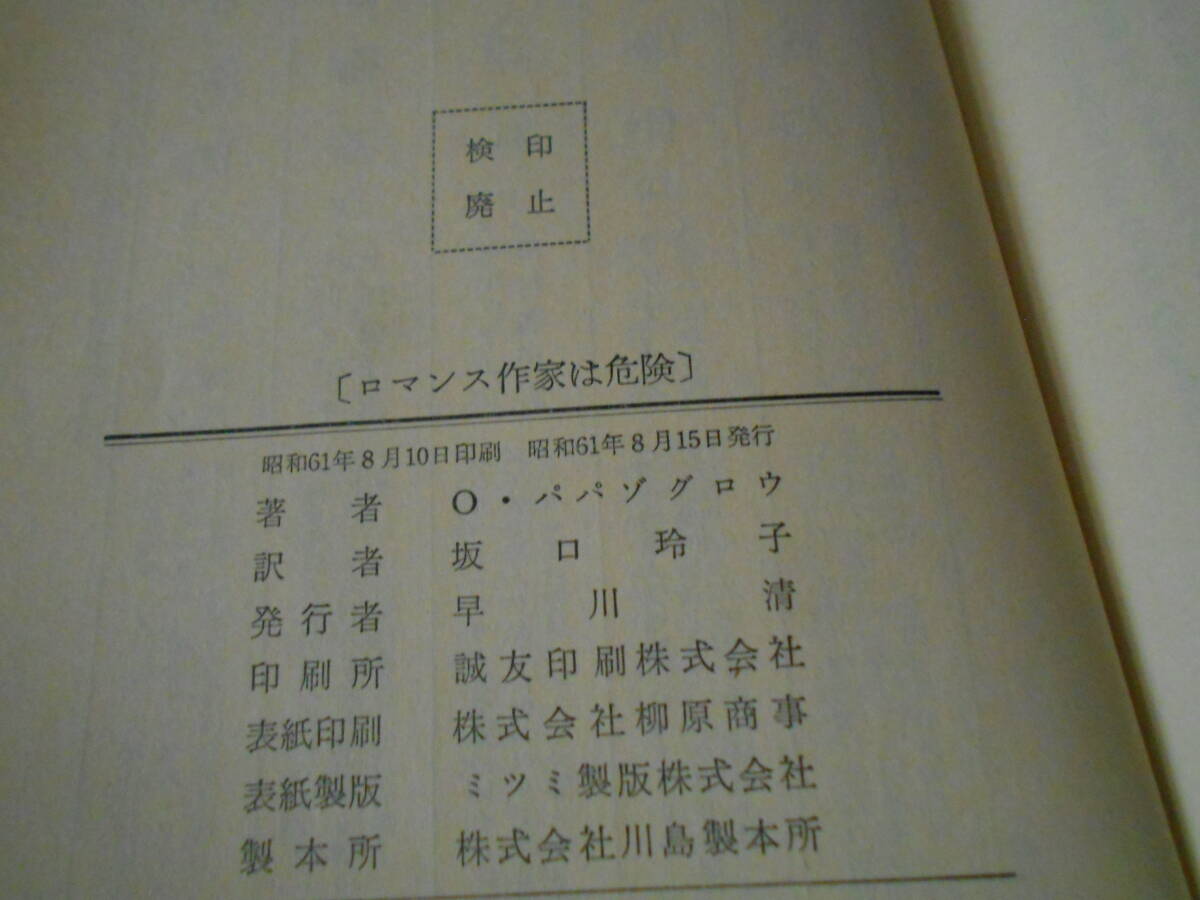 検印
廃止
〔ロマンス作家は危険〕
昭和61年8月10日印刷 昭和61年8月15日発行
著者 O・パパゾグロウ
訳者 坂口玲子
発行者 早川清
印刷所 誠友印刷株式会社
表紙印刷 株式会社柳原商事
表紙製版 ミツミ製版株式会社
製本所 株式会社川島製本所